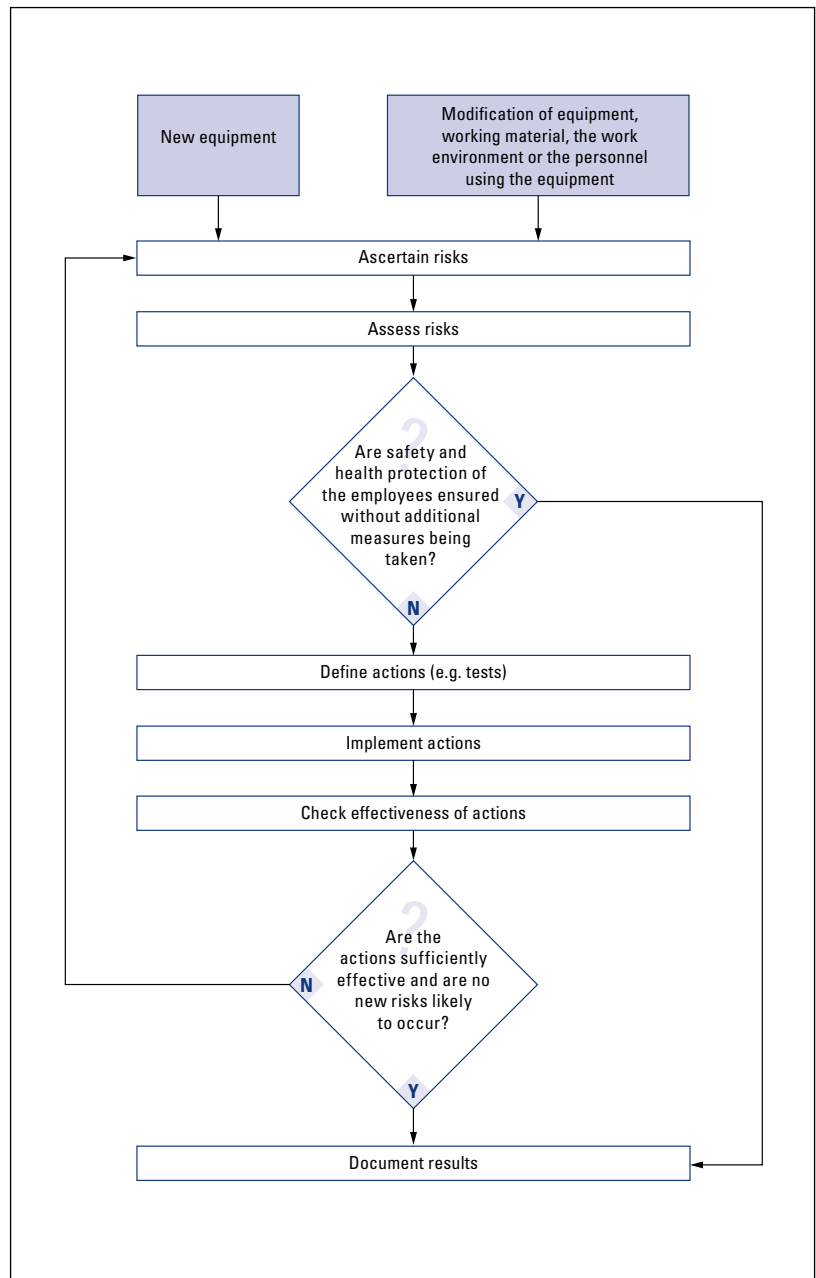 New equipment
Modification of equipment,
working material, the work
environment or the personnel
using the equipment
Ascertain risks
Assess risks
?
Are safety and
health protection of
the employees ensured
without additional
measures being
taken?
Y
N
Define actions (e.g. tests)
Implement actions
Check effectiveness of actions
?
Are the
actions sufficiently
effective and are no
new risks likely
to occur?
N
Y
Document results